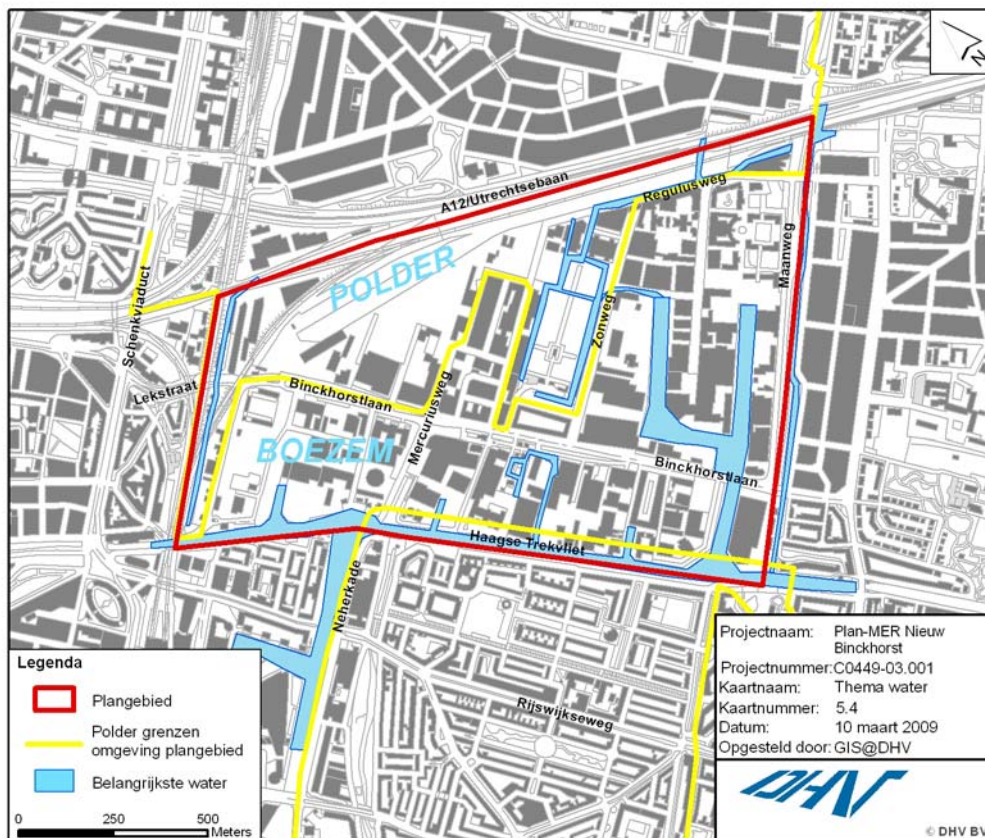 N
A12/Utrechtsebaan
Regulusweg
POLDER
Maanweg
Schenkviaduct
Zonweg
Lekstraat
Binckhorstlaan
Mercuriusweg
BOEZEM
Binckhorstlaan
Haagse Trekvliet
Neherkade
Rijswijkseweg
Legenda
Plangebied
Polder grenzen
omgeving plangebied
Belangrijkste water
0 250 500
Meters
Projectnaam: Plan-MER Nieuw
Binckhorst
Projectnummer: C0449-03.001
Kaartnaam: Thema water
Kaartnummer: 5.4
Datum: 10 maart 2009
Opgesteld door: GIS@DHV
DHV
© DHV BV